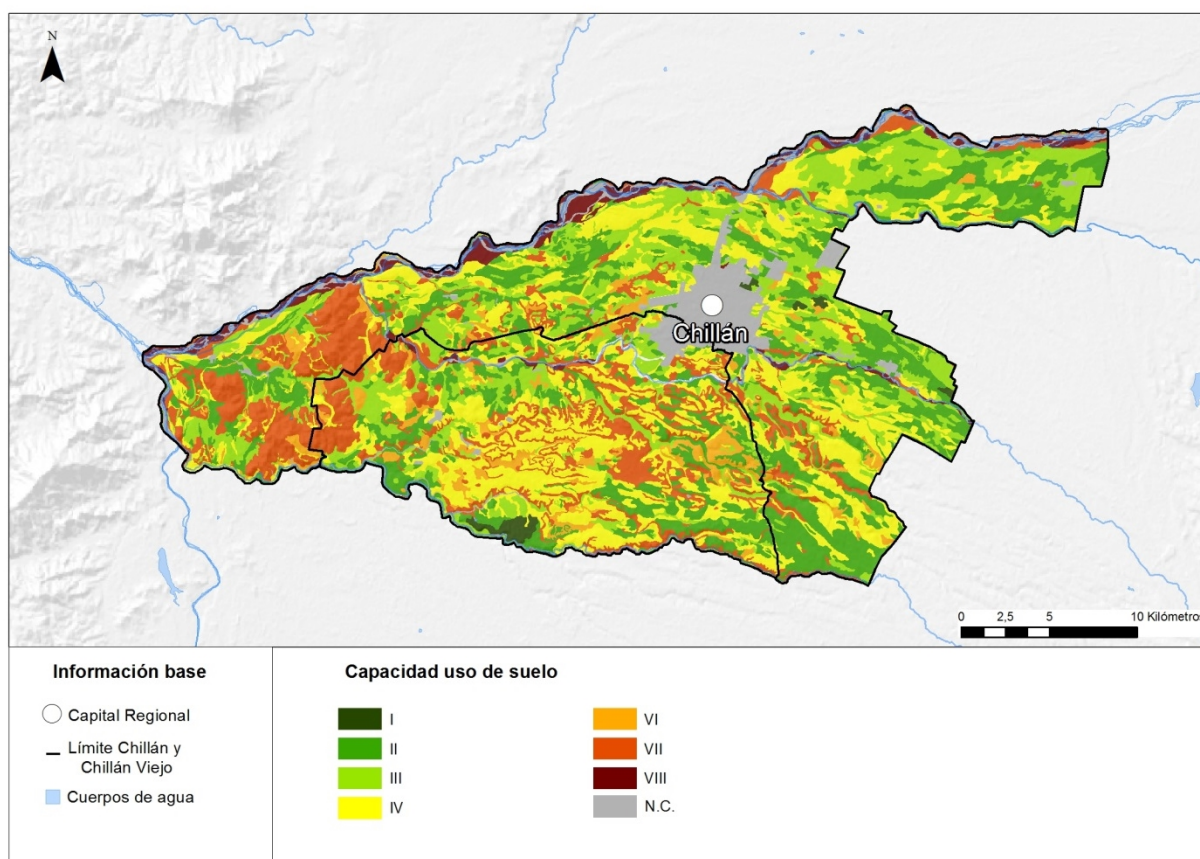 N
Chillán
0 2,5 5 10 Kilómetros
Información base
Capital Regional
Límite Chillán y
Chillán Viejo
Cuerpos de agua
Capacidad uso de suelo
I
II
III
IV
VI
VII
VIII
N.C.